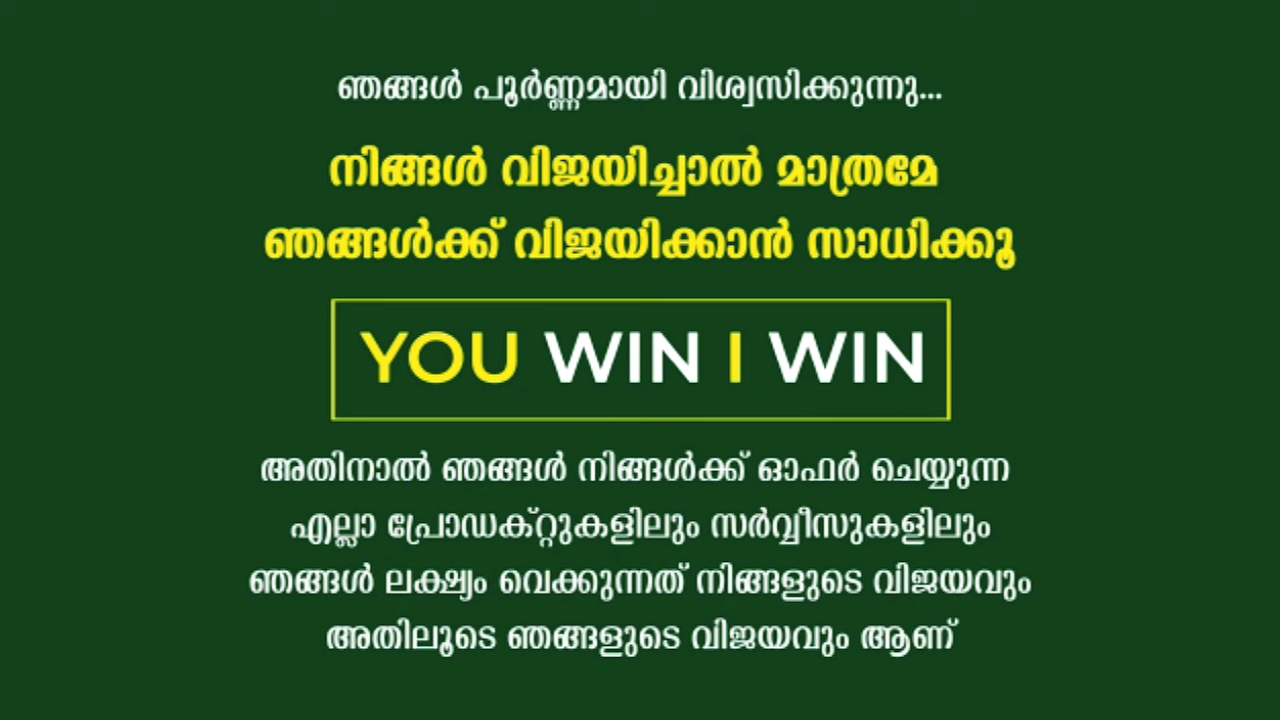 ഞങ്ങൾ പൂർണ്ണമായി വിശ്വസിക്കുന്നു...
നിങ്ങൾ വിജയിച്ചാൽ മാത്രമേ
ഞങ്ങൾക്ക് വിജയിക്കാൻ സാധിക്കൂ
YOU WIN I WIN
അതിനാൽ ഞങ്ങൾ നിങ്ങൾക്ക് ഓഫർ ചെയ്യുന്ന
എല്ലാ പ്രോഡക്റ്റുകളിലും സർവ്വീസുകളിലും
ഞങ്ങൾ ലക്ഷ്യം വെക്കുന്നത് നിങ്ങളുടെ വിജയവും
അതിലൂടെ ഞങ്ങളുടെ വിജയവും ആണ്